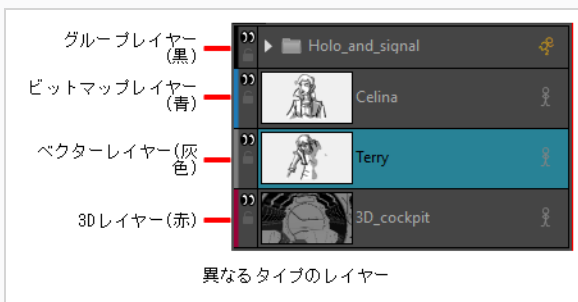 グループレイヤー
(黒)
Holo_and_signal
ビットマップレイヤー
(青)
Celina
ベクターレイヤー(灰
色)
Terry
3Dレイヤー(赤)
3D_cockpit
異なるタイプのレイヤー